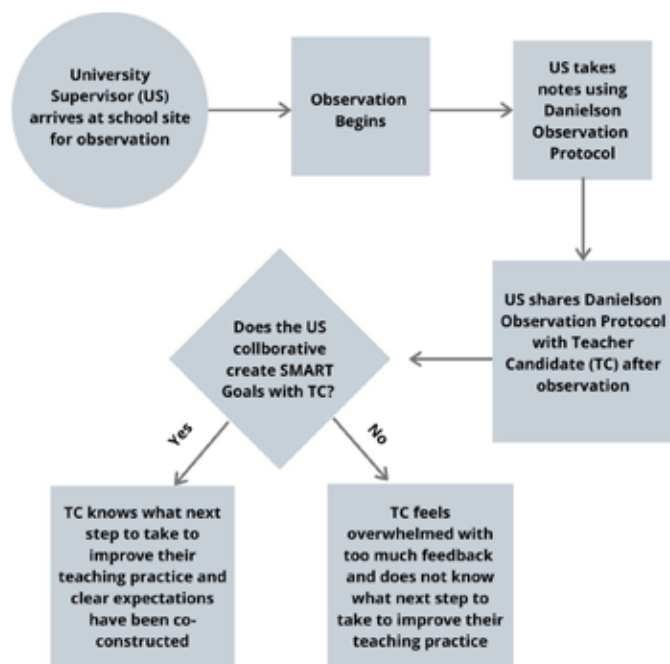 University
Supervisor (US)
arrives at school site
for observation
Observation
Begins
US takes
notes using
Danielson
Observation
Protocol
US shares Danielson
Observation Protocol
with Teacher
Candidate (TC) after
observation
Does the US
collborative
create SMART
Goals with TC?
Yes
No
TC knows what next
step to take to
improve their
teaching practice and
clear expectations
have been co-
constructed
TC feels
overwhelmed with
too much feedback
and does not know
what next step to
take to improve their
teaching practice